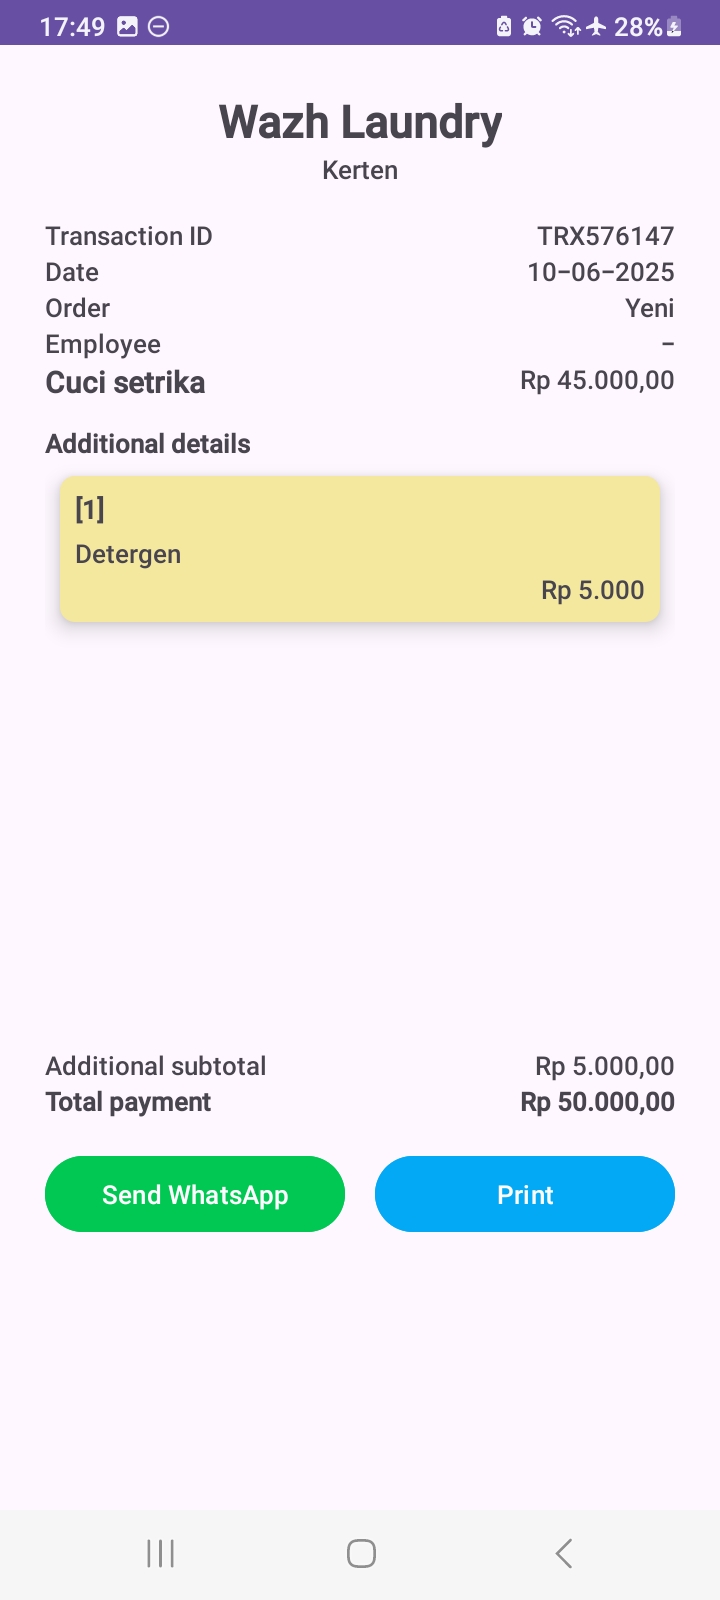 17:49 28%
Wazh Laundry
Kerten
Transaction ID TRX576147
Date 10-06-2025
Order Yeni
Employee -
Cuci setrika Rp 45.000,00
Additional details
[1]
Detergen
Rp 5.000
Additional subtotal Rp 5.000,00
Total payment Rp 50.000,00
Send WhatsApp Print